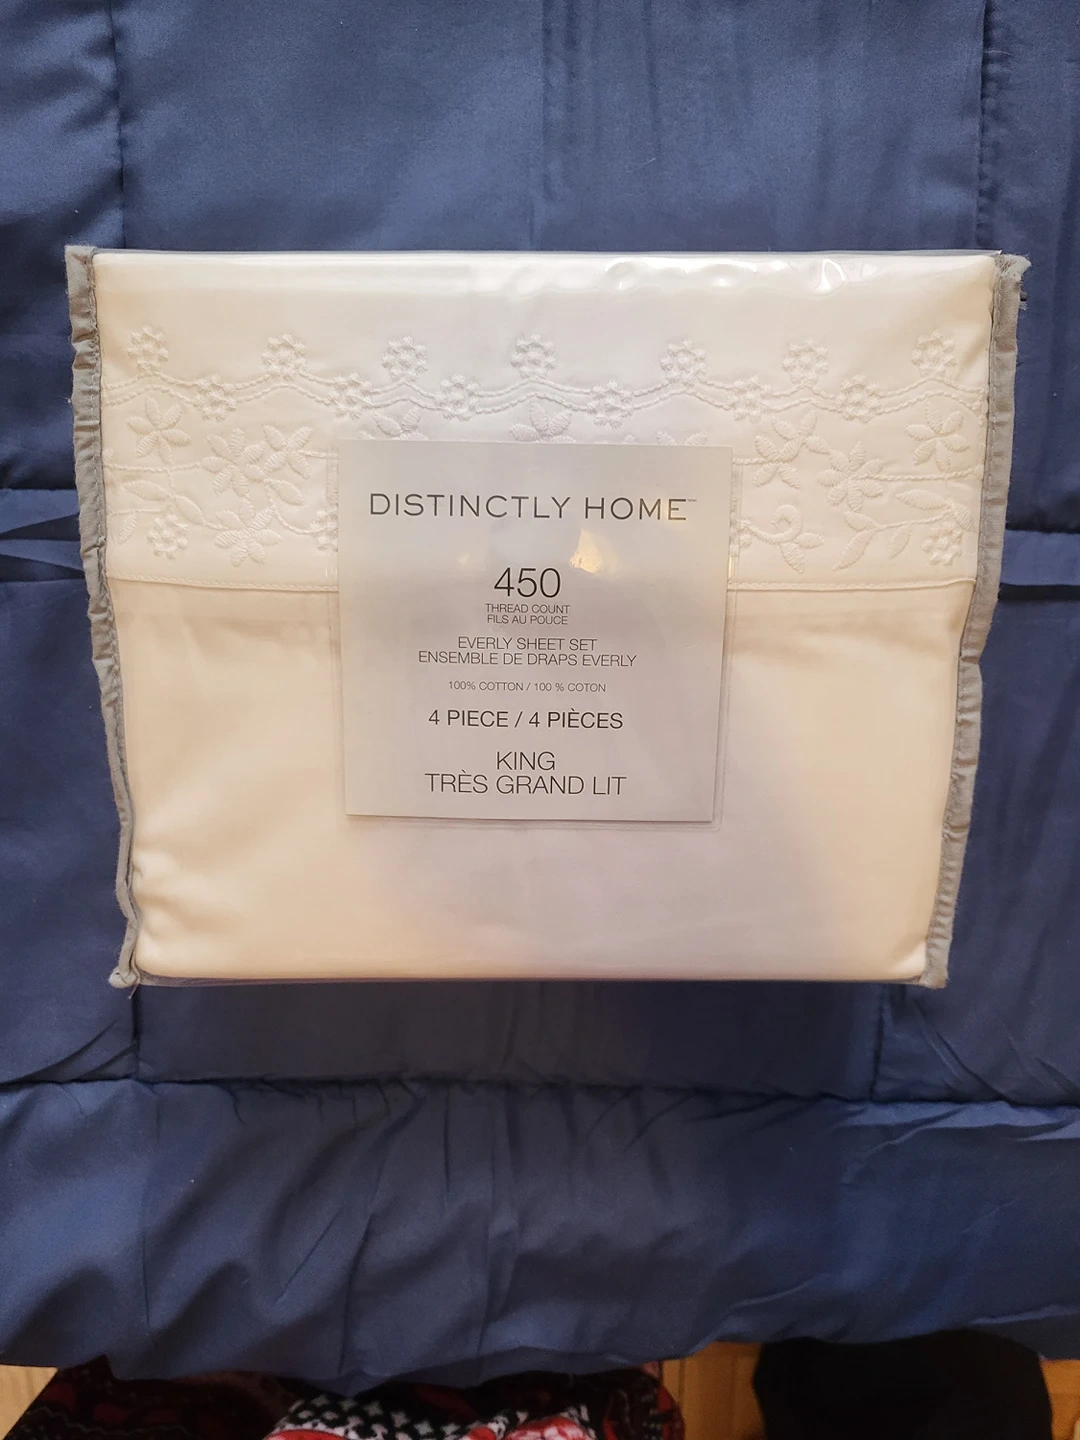 DISTINCTLY HOME™
450
THREAD COUNT
FILS AU POUCE
EVERLY SHEET SET
ENSEMBLE DE DRAPS EVERLY
100% COTTON / 100 % COTON
4 PIECE / 4 PIÈCES
KING
TRÈS GRAND LIT